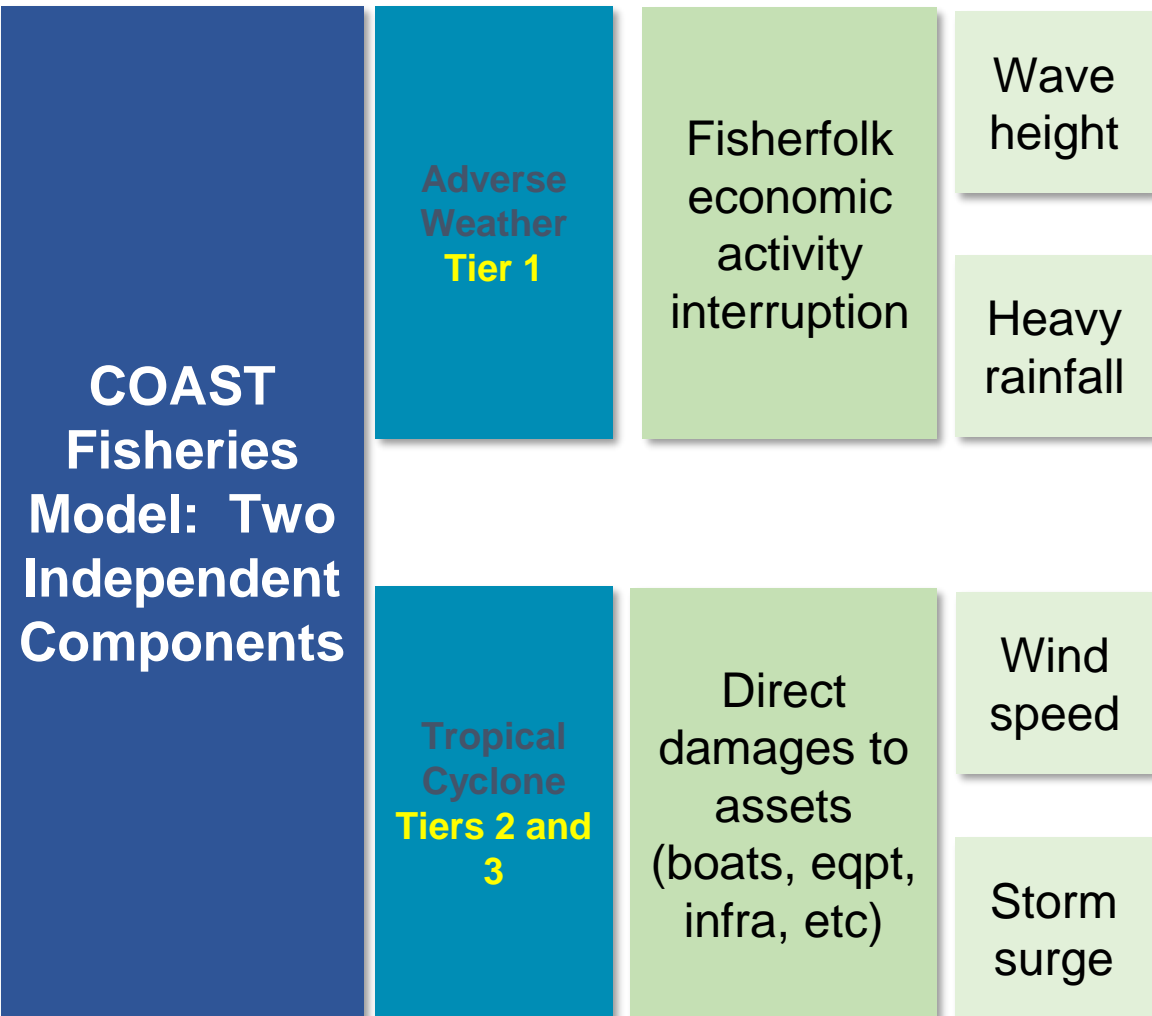 COAST
Fisheries
Model:  Two
Independent
Components
Adverse
Weather
Tier 1
Fisherfolk
economic
activity
interruption
Wave
height
Heavy
rainfall
Tropical
Cyclone
Tiers 2 and
3
Direct
damages to
assets
(boats, eqpt,
infra, etc)
Wind
speed
Storm
surge